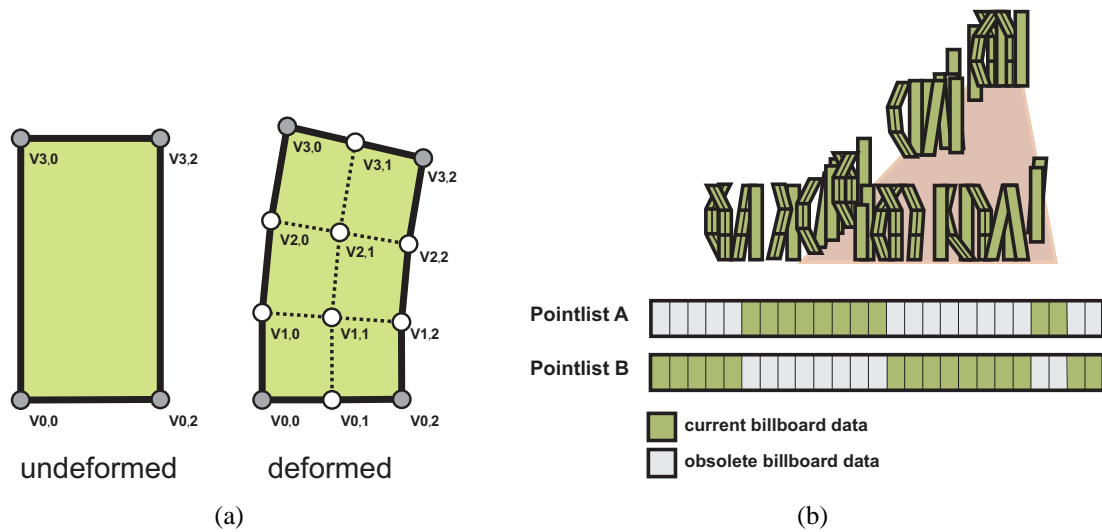 V3,0
V3,2
V0,0
V0,2
undeformed
V3,0
V3,1
V3,2
V2,0
V2,1
V2,2
V1,0
V1,1
V1,2
V0,0
V0,1
V0,2
deformed
(a)
Pointlist A
Pointlist B
current billboard data
obsolete billboard data
(b)